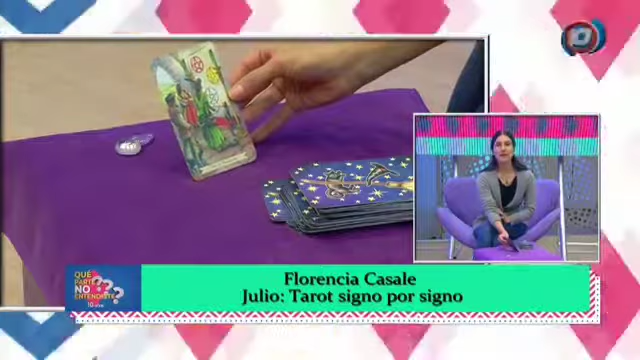 QUÉ
PARTE
NO
ENTENDISTE
???
Florencia Casale
Julio: Tarot signo por signo